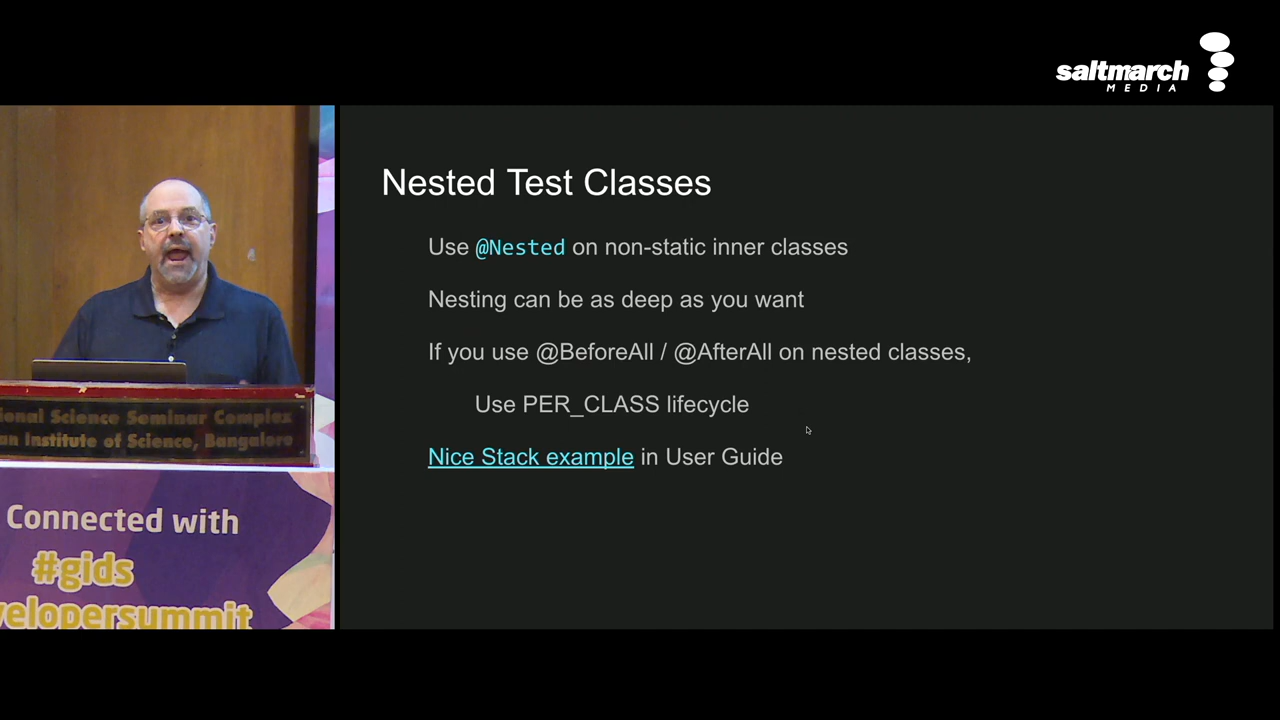 saltmarch
MEDIA
Nested Test Classes
Use @Nested on non-static inner classes
Nesting can be as deep as you want
If you use @BeforeAll / @AfterAll on nested classes,
Use PER_CLASS lifecycle
Nice Stack example in User Guide
ional Science Seminar Complex
an Institute of Science, Bangalore
Connected with
#gids
velopersummit